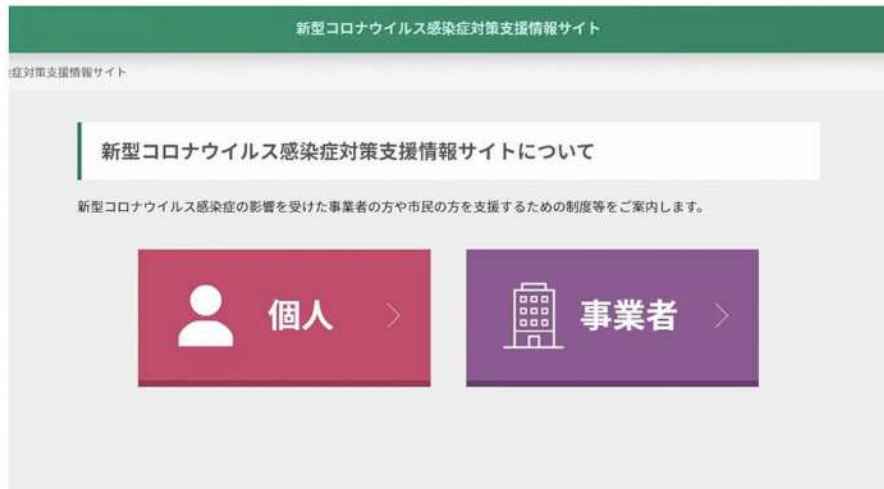 新型コロナウイルス感染症対策支援情報サイト
症対策支援情報サイト
新型コロナウイルス感染症対策支援情報サイトについて
新型コロナウイルス感染症の影響を受けた事業者の方や市民の方を支援するための制度等をご案内します。
個人
事業者